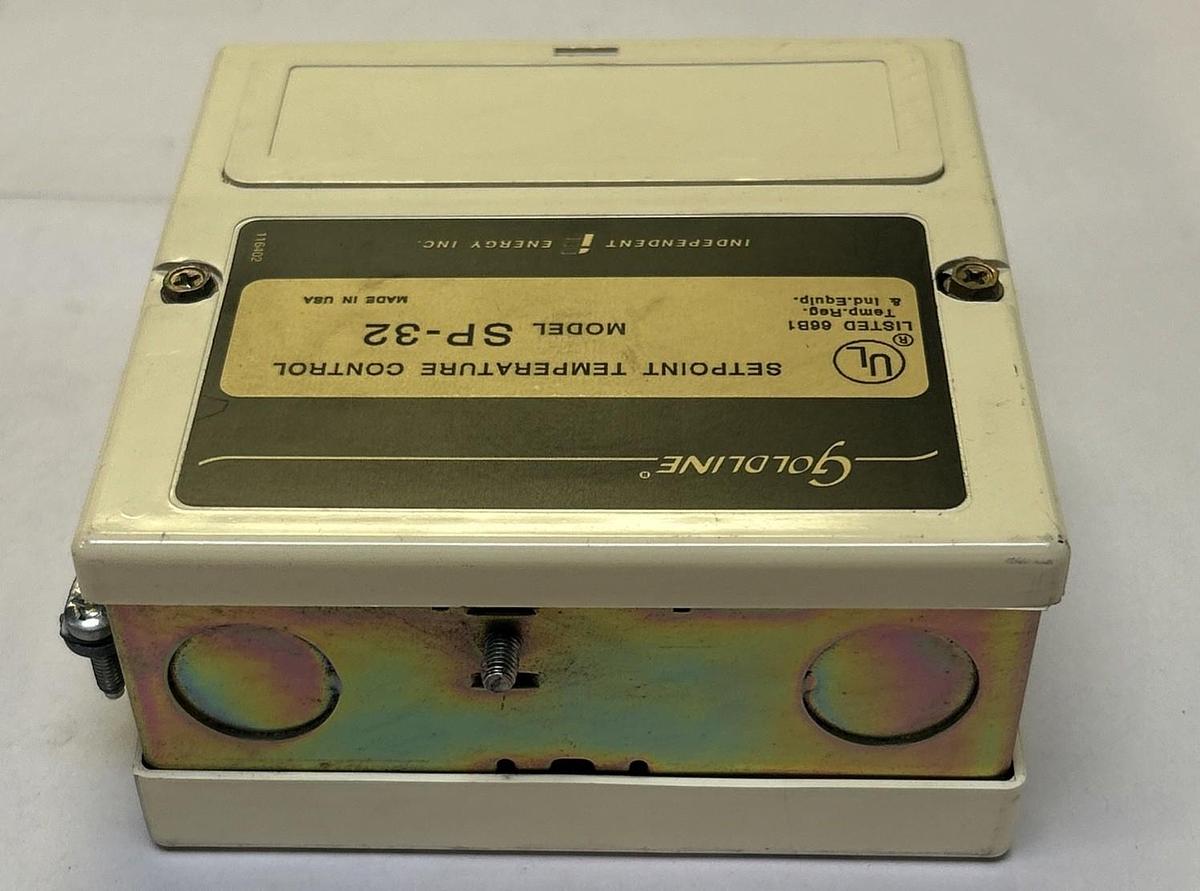 GOLDLINE®
SETPOINT TEMPERATURE CONTROL
MODEL SP-32
MADE IN USA
UL®
LISTED 66B1
Temp.Reg.
& Ind.Equip.
INDEPENDENT iE ENERGY INC.
116402